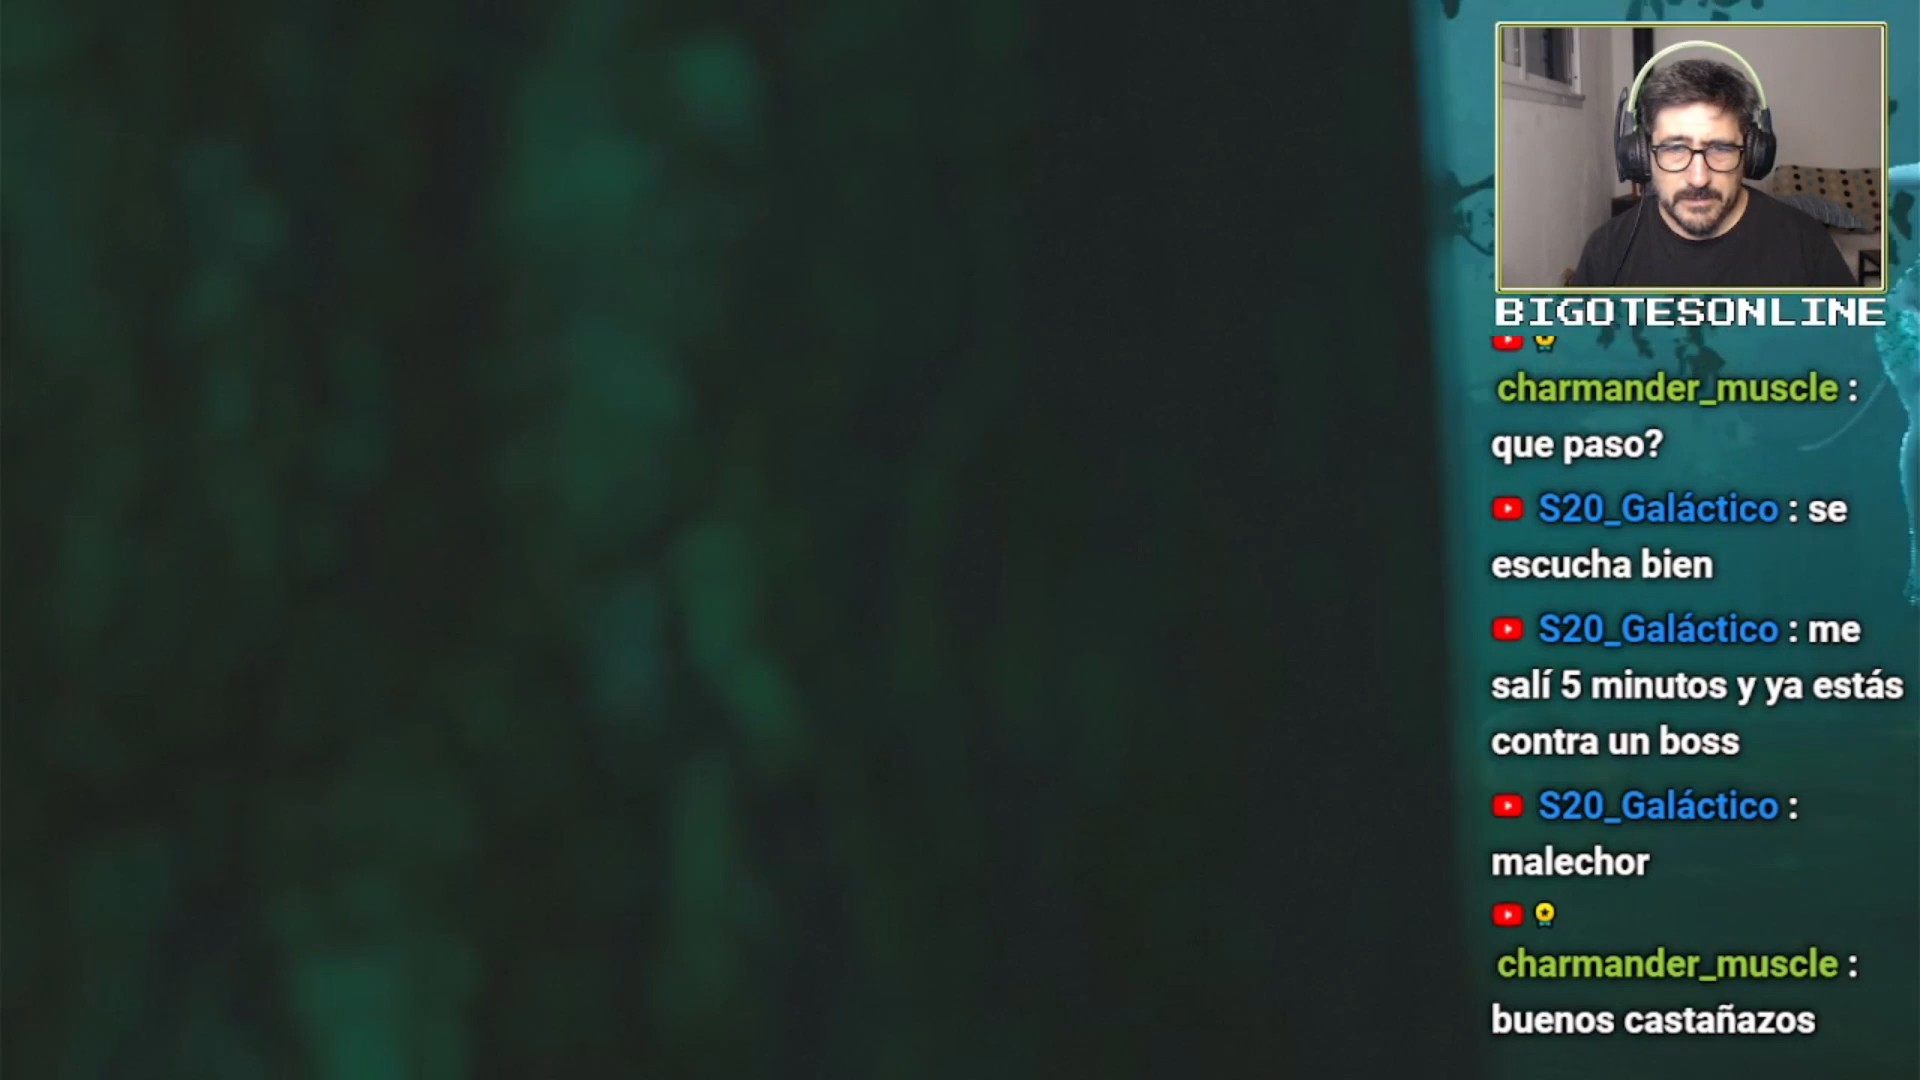 BIGOTESONLINE
charmander_muscle :
que paso?
S20_Galáctico : se
escucha bien
S20_Galáctico : me
salí 5 minutos y ya estás
contra un boss
S20_Galáctico :
malechor
charmander_muscle :
buenos castañazos